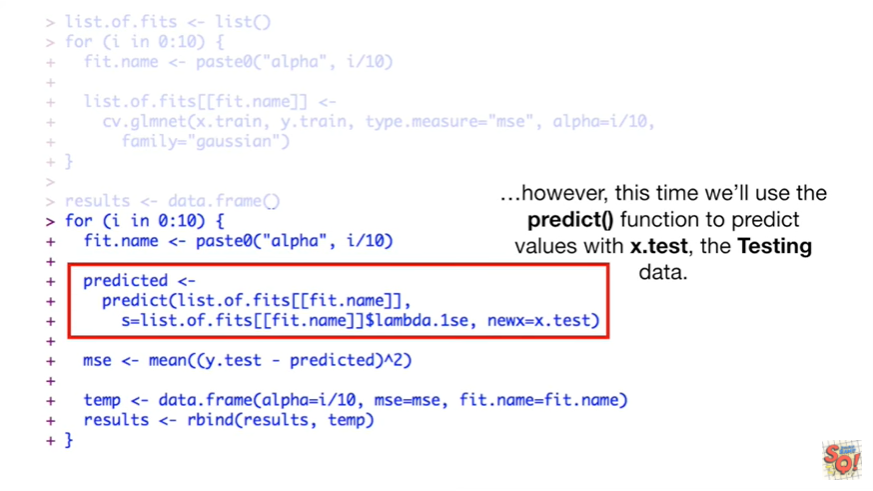 > list.of.fits <- list()
> for (i in 0:10) {
+   fit.name <- paste0("alpha", i/10)
+
+   list.of.fits[[fit.name]] <-
+     cv.glmnet(x.train, y.train, type.measure="mse", alpha=i/10,
+       family="gaussian")
+ }
>
> results <- data.frame()
> for (i in 0:10) {
+   fit.name <- paste0("alpha", i/10)
+
+   predicted <-
+     predict(list.of.fits[[fit.name]],
+       s=list.of.fits[[fit.name]]$lambda.1se, newx=x.test)
+
+   mse <- mean((y.test - predicted)^2)
+
+   temp <- data.frame(alpha=i/10, mse=mse, fit.name=fit.name)
+   results <- rbind(results, temp)
+ }
…however, this time we’ll use the
predict() function to predict
values with x.test, the Testing
data.
SQ!